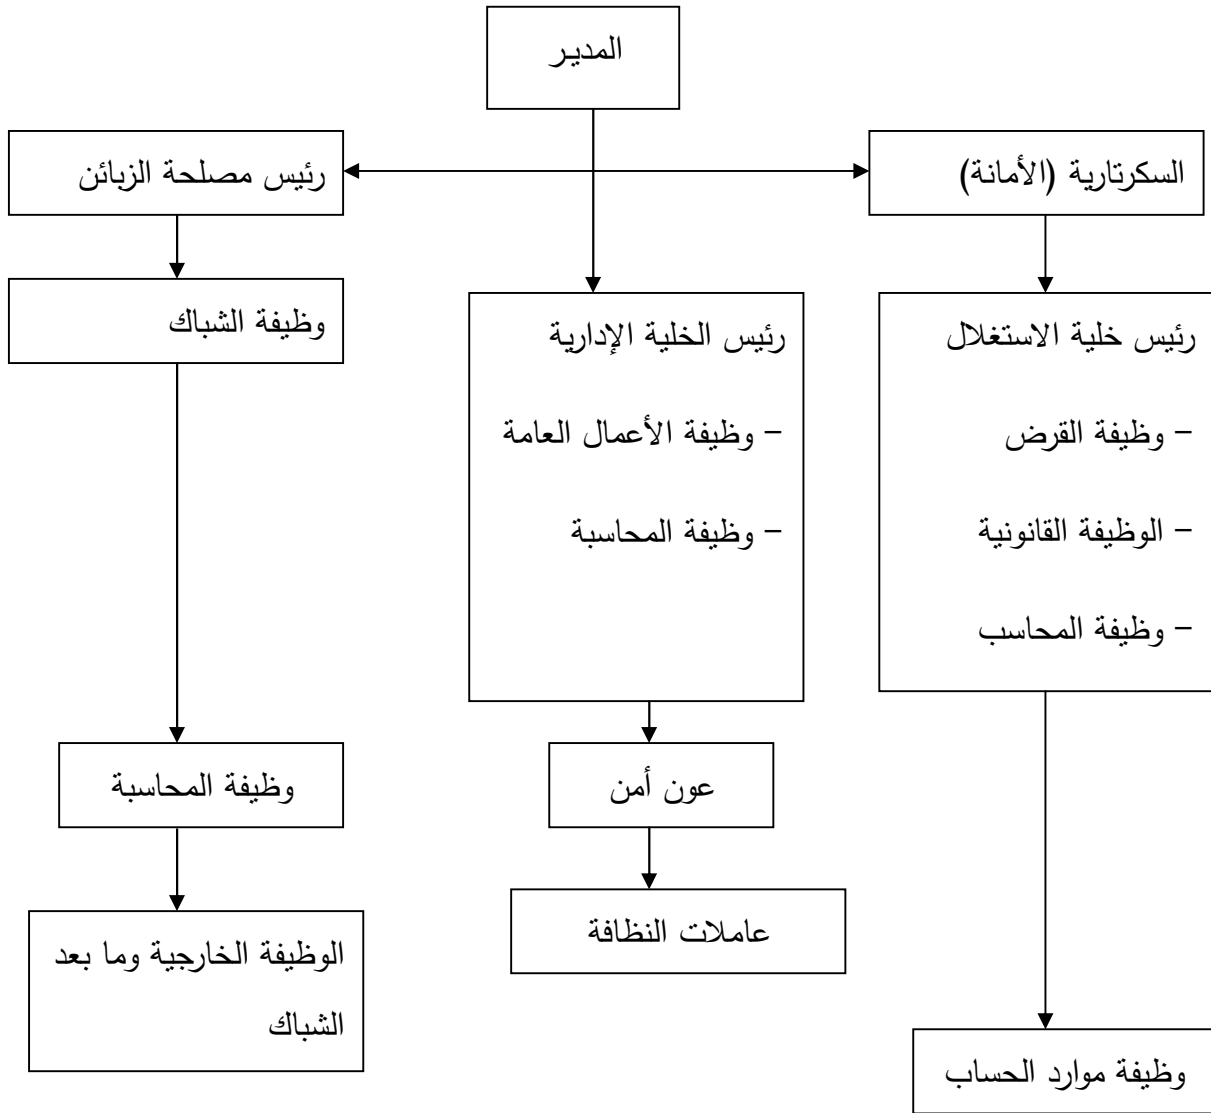 المدير
السكرتارية (الأمانة)
رئيس مصلحة الزبائن
وظيفة الشباك
رئيس خلية الاستغلال
– وظيفة القرض
– الوظيفة القانونية
– وظيفة المحاسب
رئيس الخلية الإدارية
– وظيفة الأعمال العامة
– وظيفة المحاسبة
عون أمن
وظيفة المحاسبة
عاملات النظافة
الوظيفة الخارجية وما بعد
الشباك
وظيفة موارد الحساب